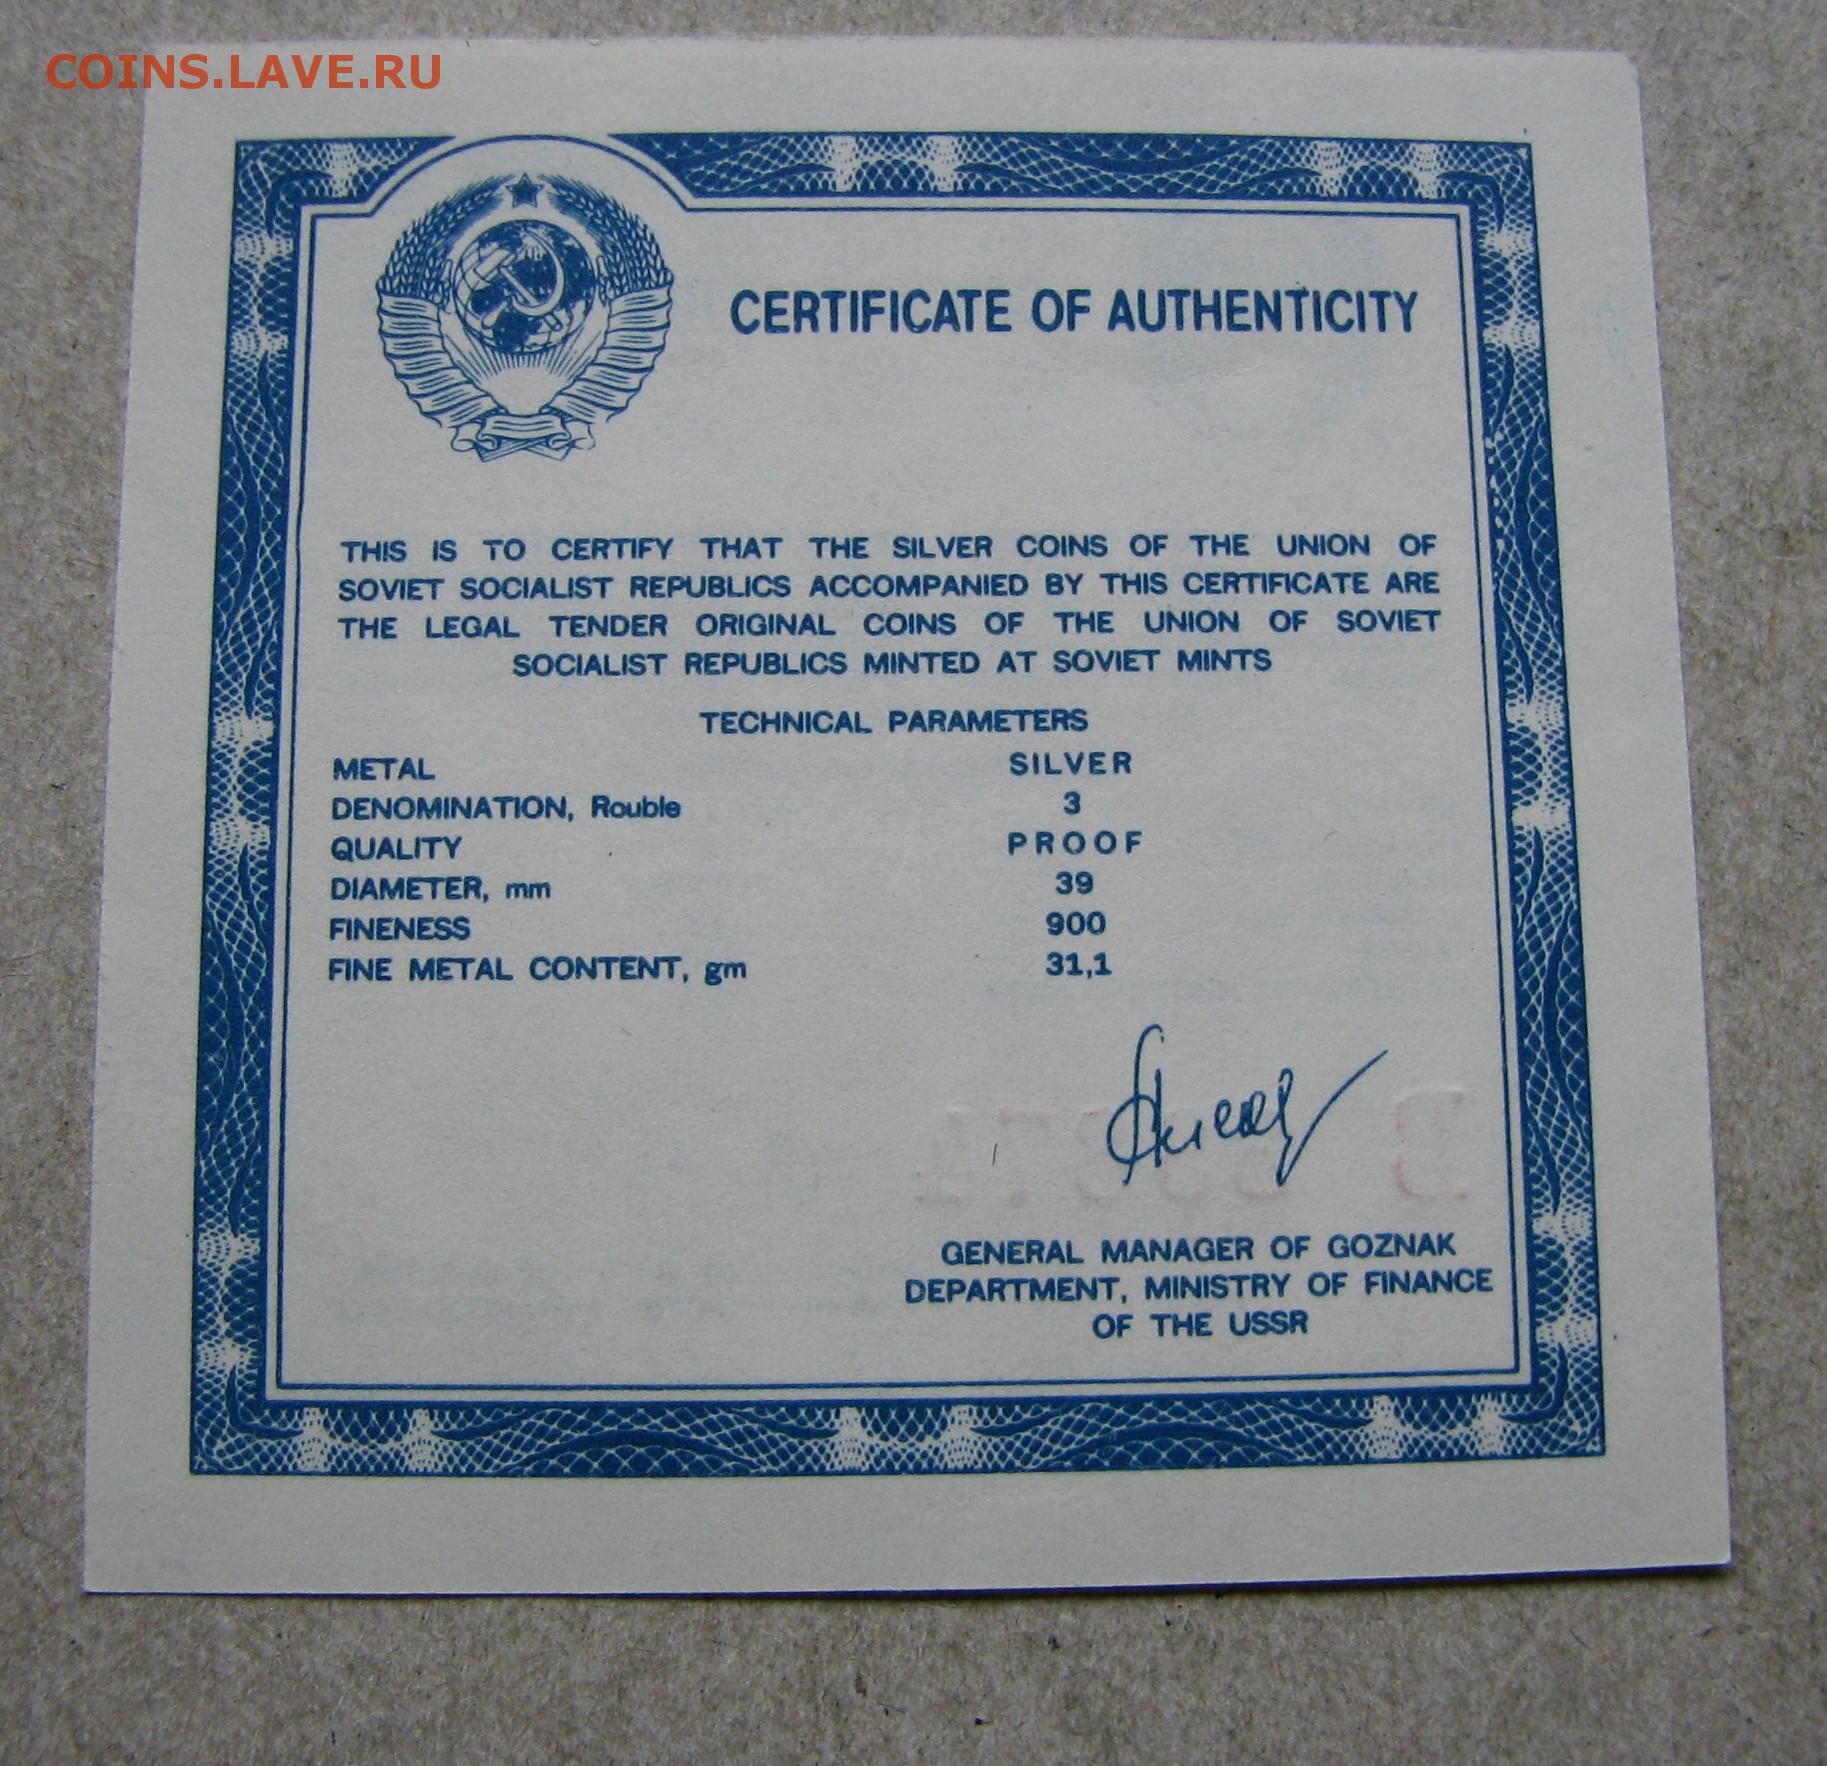 COINS.LAVE.RU
CERTIFICATE OF AUTHENTICITY
THIS IS TO CERTIFY THAT THE SILVER COINS OF THE UNION OF
SOVIET SOCIALIST REPUBLICS ACCOMPANIED BY THIS CERTIFICATE ARE
THE LEGAL TENDER ORIGINAL COINS OF THE UNION OF SOVIET
SOCIALIST REPUBLICS MINTED AT SOVIET MINTS
TECHNICAL PARAMETERS
METAL SILVER
DENOMINATION, Rouble 3
QUALITY PROOF
DIAMETER, mm 39
FINENESS 900
FINE METAL CONTENT, gm 31,1
GENERAL MANAGER OF GOZNAK
DEPARTMENT, MINISTRY OF FINANCE
OF THE USSR